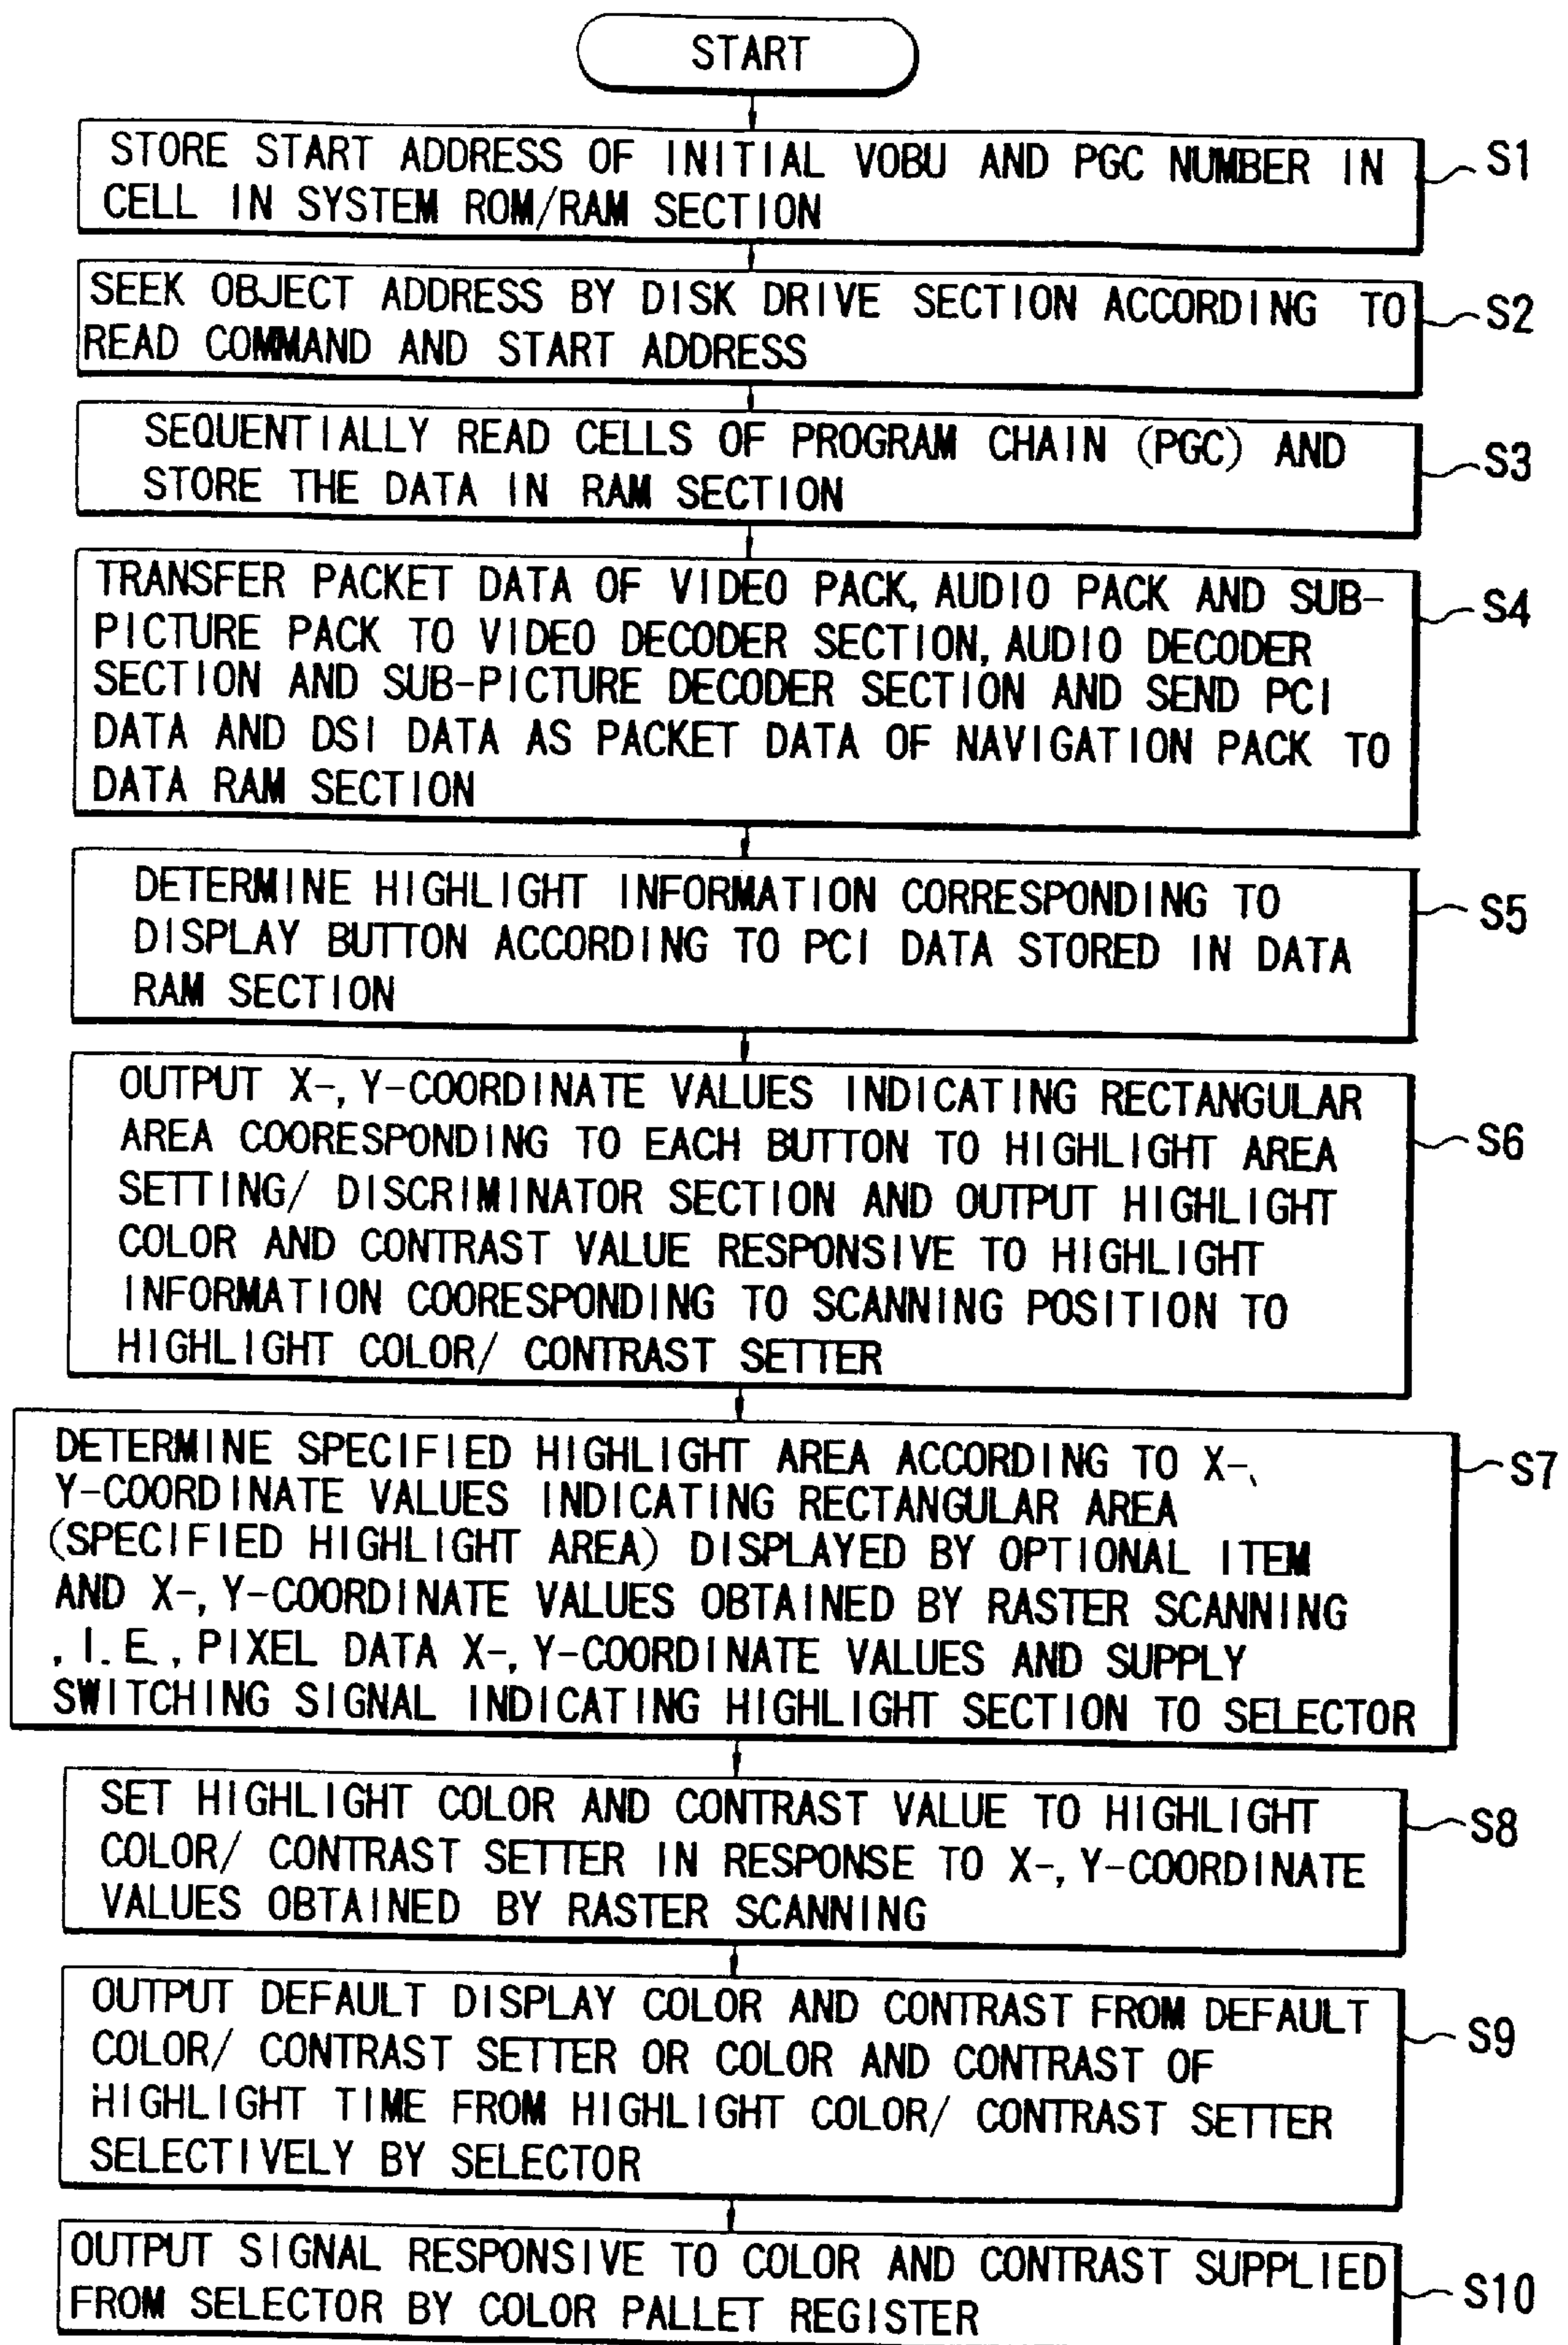 START
STORE START ADDRESS OF INITIAL VOBU AND PGC NUMBER IN
CELL IN SYSTEM ROM/RAM SECTION
S1
SEEK OBJECT ADDRESS BY DISK DRIVE SECTION ACCORDING TO
READ COMMAND AND START ADDRESS
S2
SEQUENTIALLY READ CELLS OF PROGRAM CHAIN (PGC) AND
STORE THE DATA IN RAM SECTION
S3
TRANSFER PACKET DATA OF VIDEO PACK, AUDIO PACK AND SUB-
PICTURE PACK TO VIDEO DECODER SECTION, AUDIO DECODER
SECTION AND SUB-PICTURE DECODER SECTION AND SEND PCI
DATA AND DSI DATA AS PACKET DATA OF NAVIGATION PACK TO
DATA RAM SECTION
S4
DETERMINE HIGHLIGHT INFORMATION CORRESPONDING TO
DISPLAY BUTTON ACCORDING TO PCI DATA STORED IN DATA
RAM SECTION
S5
OUTPUT X-, Y-COORDINATE VALUES INDICATING RECTANGULAR
AREA COORESPONDING TO EACH BUTTON TO HIGHLIGHT AREA
SETTING/ DISCRIMINATOR SECTION AND OUTPUT HIGHLIGHT
COLOR AND CONTRAST VALUE RESPONSIVE TO HIGHLIGHT
INFORMATION COORESPONDING TO SCANNING POSITION TO
HIGHLIGHT COLOR/ CONTRAST SETTER
S6
DETERMINE SPECIFIED HIGHLIGHT AREA ACCORDING TO X-,
Y-COORDINATE VALUES INDICATING RECTANGULAR AREA
(SPECIFIED HIGHLIGHT AREA) DISPLAYED BY OPTIONAL ITEM
AND X-, Y-COORDINATE VALUES OBTAINED BY RASTER SCANNING
, I. E., PIXEL DATA X-, Y-COORDINATE VALUES AND SUPPLY
SWITCHING SIGNAL INDICATING HIGHLIGHT SECTION TO SELECTOR
S7
SET HIGHLIGHT COLOR AND CONTRAST VALUE TO HIGHLIGHT
COLOR/ CONTRAST SETTER IN RESPONSE TO X-, Y-COORDINATE
VALUES OBTAINED BY RASTER SCANNING
S8
OUTPUT DEFAULT DISPLAY COLOR AND CONTRAST FROM DEFAULT
COLOR/ CONTRAST SETTER OR COLOR AND CONTRAST OF
HIGHLIGHT TIME FROM HIGHLIGHT COLOR/ CONTRAST SETTER
SELECTIVELY BY SELECTOR
S9
OUTPUT SIGNAL RESPONSIVE TO COLOR AND CONTRAST SUPPLIED
FROM SELECTOR BY COLOR PALLET REGISTER
S10